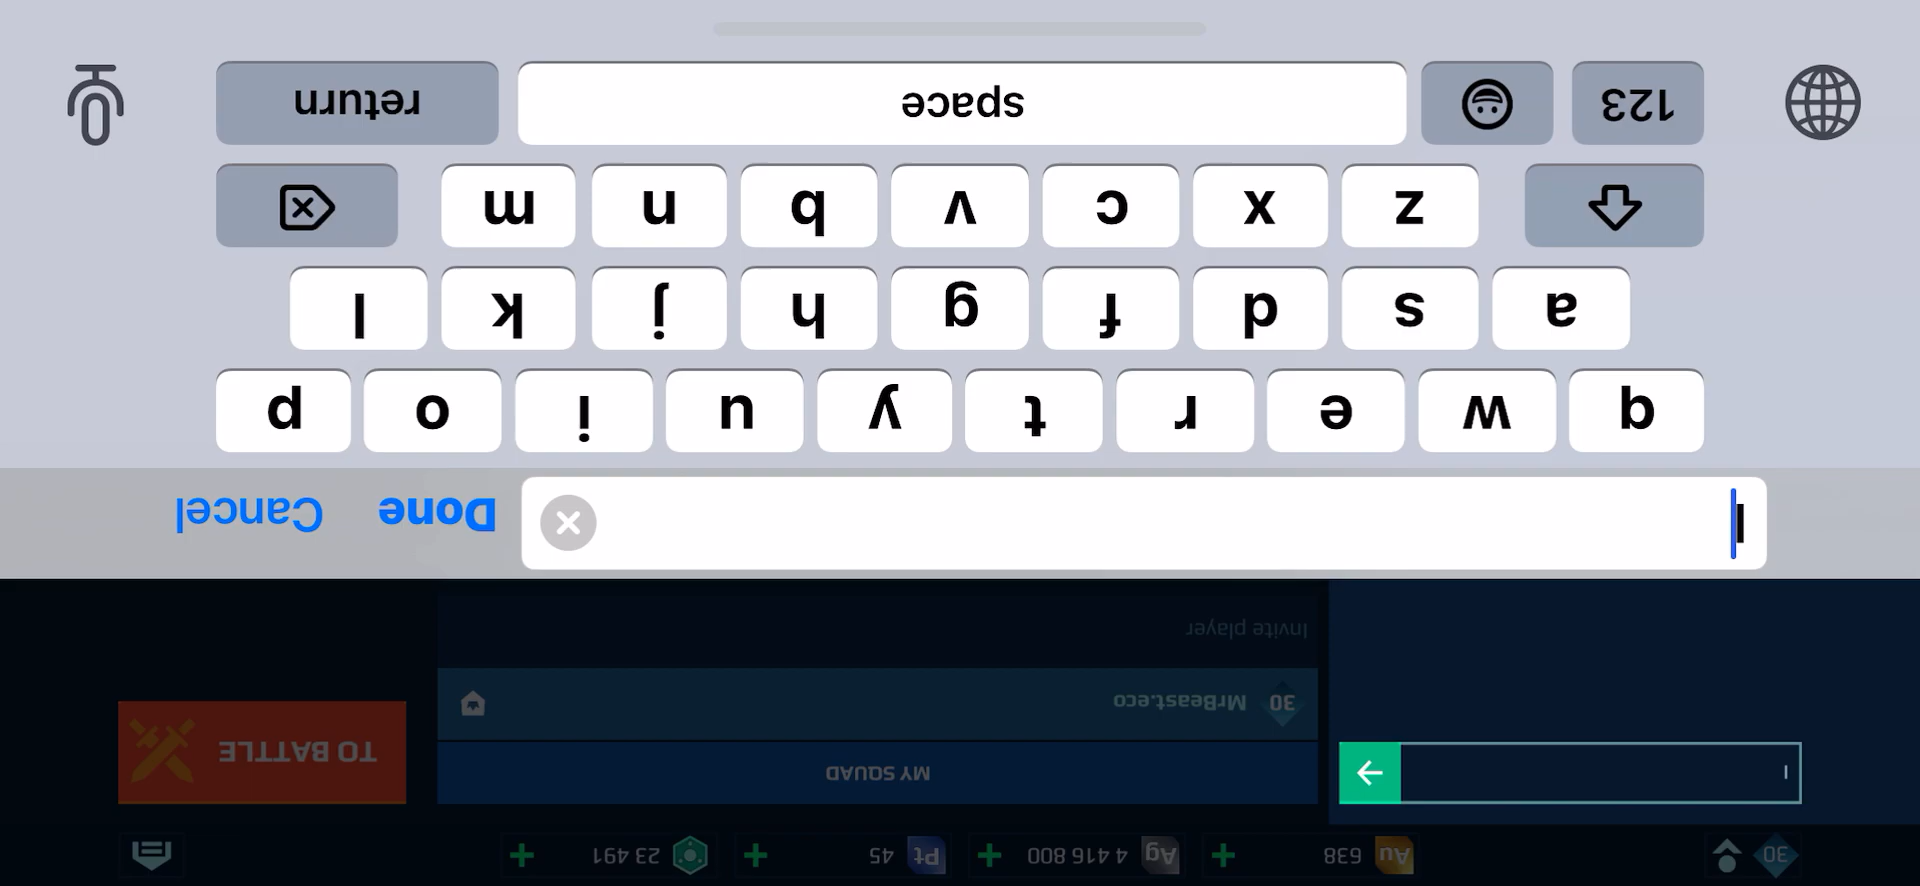 30
Au 638
Ag 4 416 800
Pt 45
23 491
l
MY SQUAD
TO BATTLE
30 MrBeast.eco
Invite player
l
Done
Cancel
q w e r t y u i o p
a s d f g h j k l
z x c v b n m
123
space
return